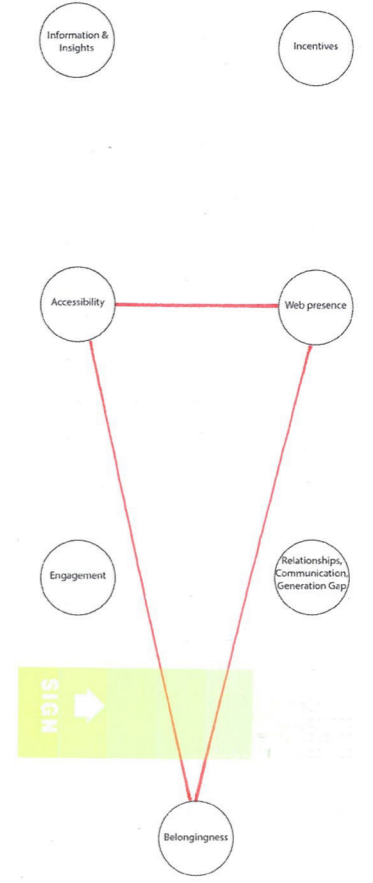 Information &
Insights
Incentives
Accessibility
Web presence
Engagement
Relationships,
Communication,
Generation Gap
SIGN
Belongingness